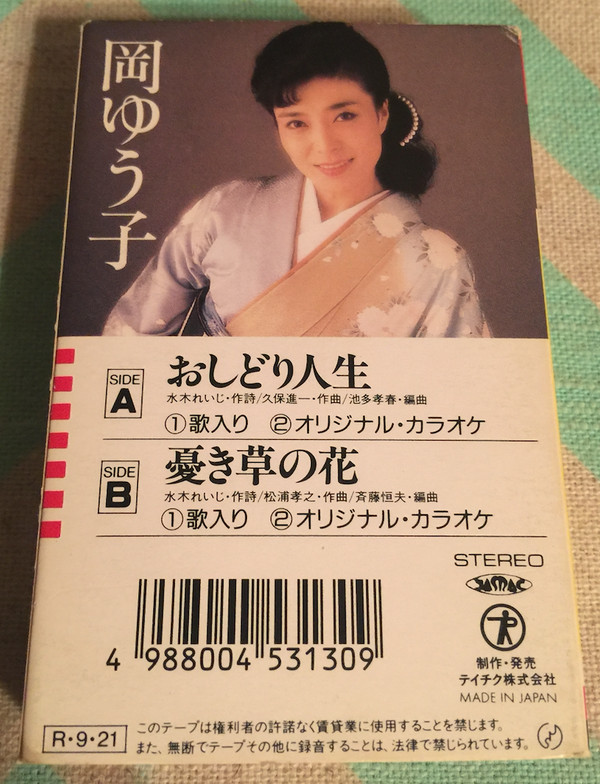 岡ゆう子
SIDE A
おしどり人生
水木れいじ・作詩/久保進一・作曲/池多孝春・編曲
①歌入り ②オリジナル・カラオケ
SIDE B
憂き草の花
水木れいじ・作詩/松浦孝之・作曲/斉藤恒夫・編曲
①歌入り ②オリジナル・カラオケ
STEREO
JASRAC
4 988004 531309
制作・発売
テイチク株式会社
MADE IN JAPAN
R・9・21
このテープは権利者の許諾なく賃貸業に使用することを禁じます。
また、無断でテープその他に録音することは、法律で禁じられています。